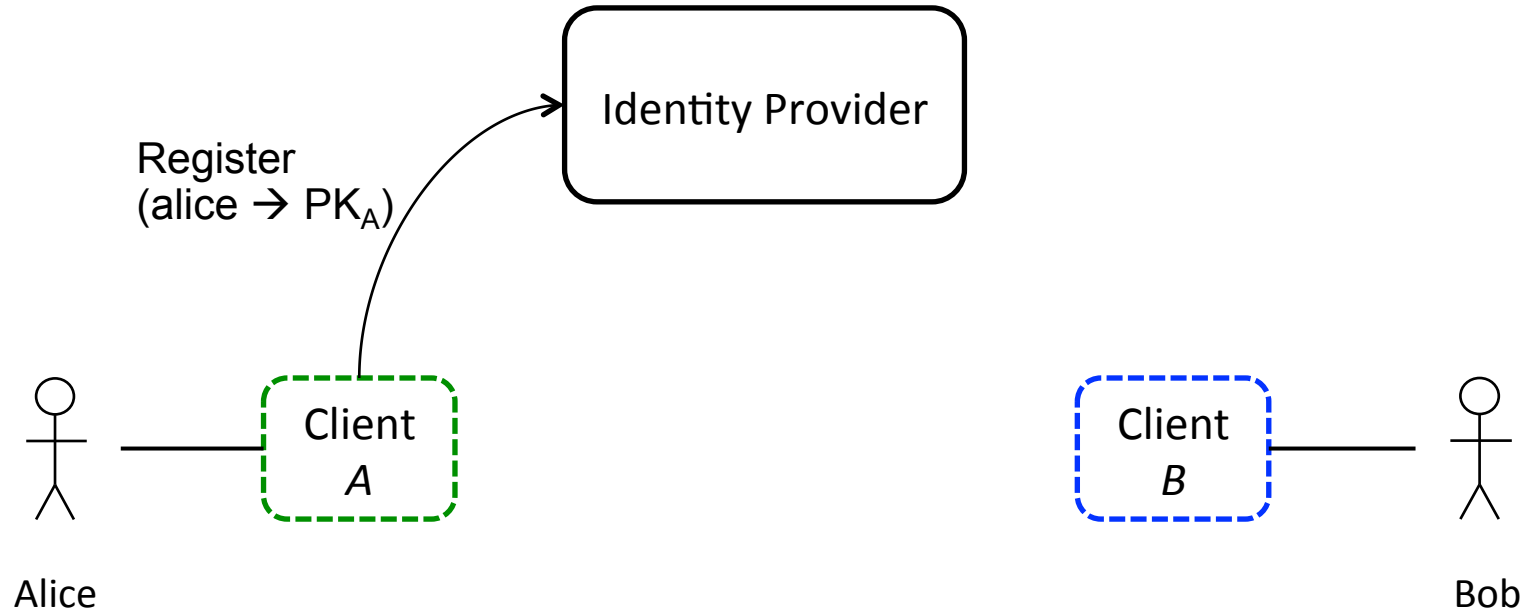 Identity Provider
Register
(alice → PK_A)
Client
A
Client
B
Alice
Bob